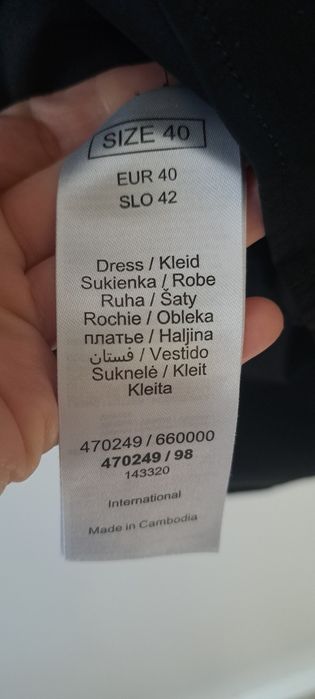 SIZE 40
EUR 40
SLO 42
Dress / Kleid
Sukienka / Robe
Ruha / Šaty
Rochie / Obleka
платье / Haljina
فستان / Vestido
Suknelė / Kleit
Kleita
470249 / 660000
470249 / 98
143320
International
Made in Cambodia